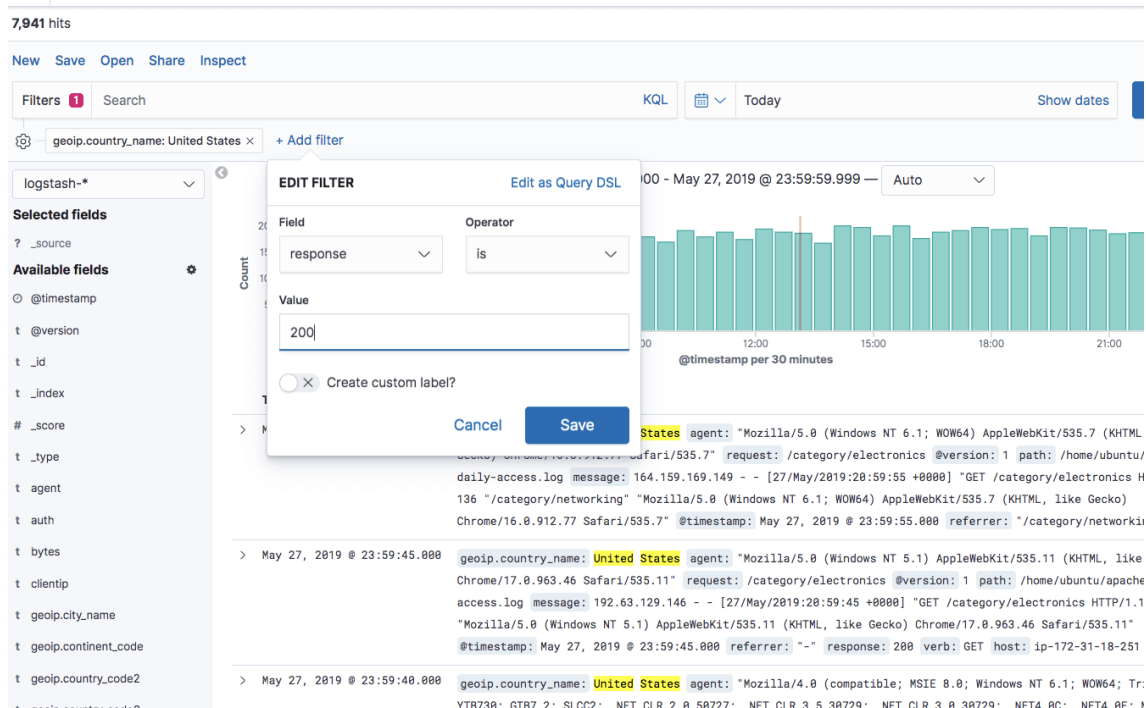 7,941 hits
New Save Open Share Inspect
Filters 1 Search KQL Today Show dates
geoip.country_name: United States × + Add filter
logstash-*
Selected fields
? _source
Available fields
@timestamp
t @version
t _id
t _index
# _score
t _type
t agent
t auth
t bytes
t clientip
t geoip.city_name
t geoip.continent_code
t geoip.country_code2
EDIT FILTER Edit as Query DSL
Field Operator
response is
Value
200
Create custom label?
Cancel Save
00 - May 27, 2019 @ 23:59:59.999 — Auto
Count
12:00 15:00 18:00 21:00
@timestamp per 30 minutes
States agent: "Mozilla/5.0 (Windows NT 6.1; WOW64) AppleWebKit/535.7 (KHTML
Safari/535.7" request: /category/electronics @version: 1 path: /home/ubuntu/
daily-access.log message: 164.159.169.149 - - [27/May/2019:20:59:55 +0000] "GET /category/electronics H
136 "/category/networking" "Mozilla/5.0 (Windows NT 6.1; WOW64) AppleWebKit/535.7 (KHTML, like Gecko)
Chrome/16.0.912.77 Safari/535.7" @timestamp: May 27, 2019 @ 23:59:55.000 referrer: "/category/networkin
May 27, 2019 @ 23:59:45.000 geoip.country_name: United States agent: "Mozilla/5.0 (Windows NT 5.1) AppleWebKit/535.11 (KHTML, like
Chrome/17.0.963.46 Safari/535.11" request: /category/electronics @version: 1 path: /home/ubuntu/apache
access.log message: 192.63.129.146 - - [27/May/2019:20:59:45 +0000] "GET /category/electronics HTTP/1.1
"Mozilla/5.0 (Windows NT 5.1) AppleWebKit/535.11 (KHTML, like Gecko) Chrome/17.0.963.46 Safari/535.11"
@timestamp: May 27, 2019 @ 23:59:45.000 referrer: "-" response: 200 verb: GET host: ip-172-31-18-251
May 27, 2019 @ 23:59:40.000 geoip.country_name: United States agent: "Mozilla/4.0 (compatible; MSIE 8.0; Windows NT 6.1; WOW64; Tri